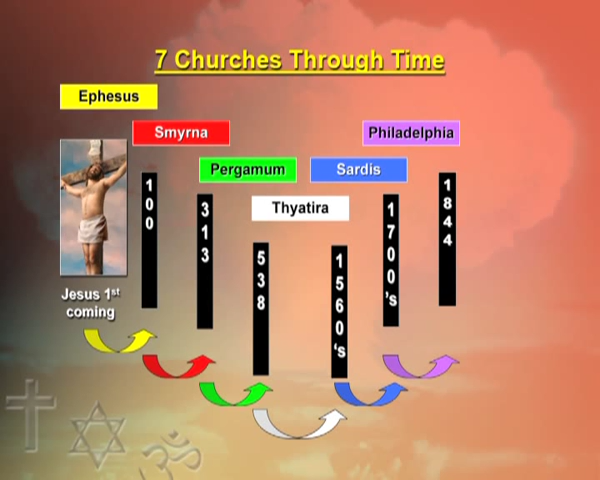 7 Churches Through Time
Ephesus
Smyrna
Philadelphia
Pergamum
Sardis
Thyatira
100
313
538
1560's
1700's
1844
Jesus 1st
coming